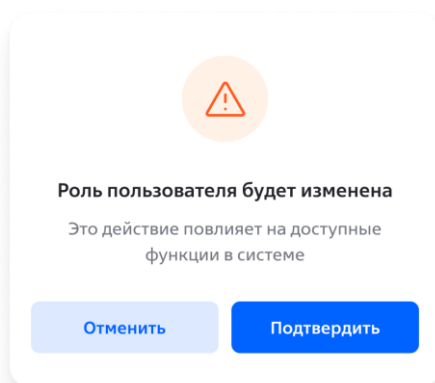 Роль пользователя будет изменена
Это действие повлияет на доступные
функции в системе
Отменить
Подтвердить